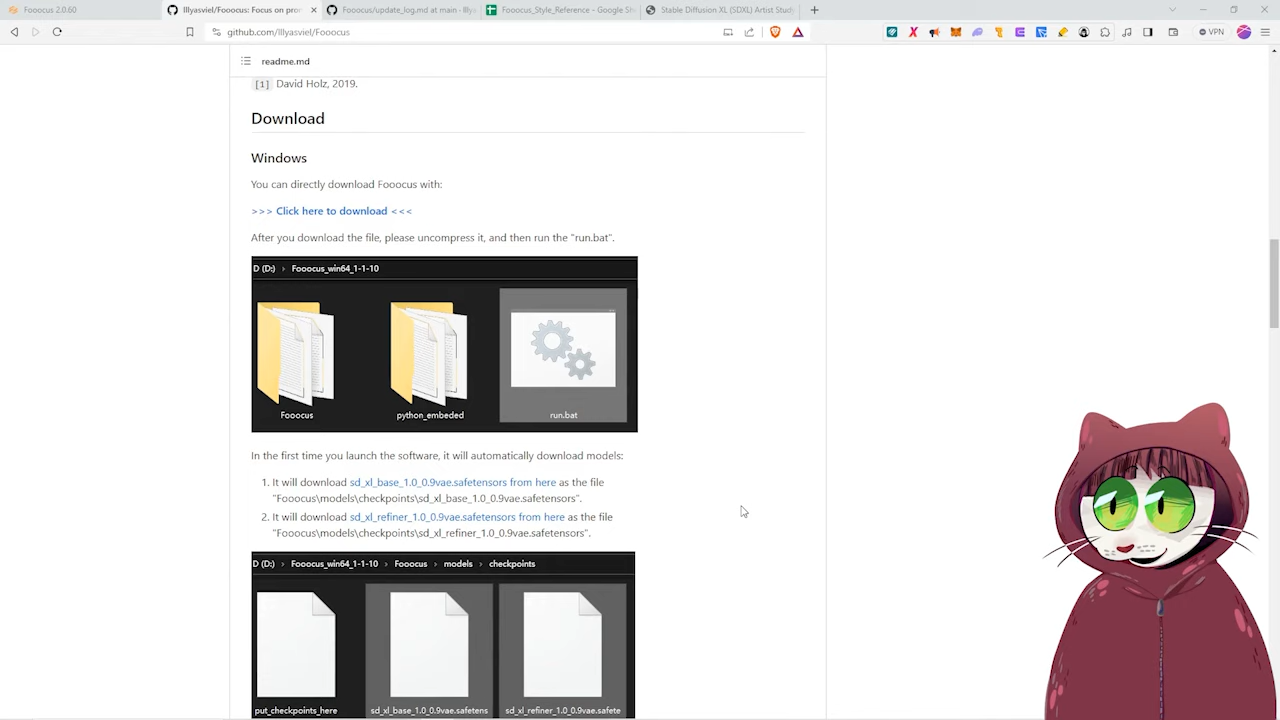 Fooocus 2.0.60
lllyasviel/Fooocus: Focus on pro
Fooocus/update_log.md at main · lllya
Fooocus_Style_Reference - Google Sh
Stable Diffusion XL (SDXL) Artist Study
github.com/lllyasviel/Fooocus
VPN
readme.md
[1] David Holz, 2019.
Download
Windows
You can directly download Fooocus with:
>>> Click here to download <<<
After you download the file, please uncompress it, and then run the "run.bat".
D (D:) › Fooocus_win64_1-1-10
Fooocus
python_embeded
run.bat
In the first time you launch the software, it will automatically download models:
1. It will download sd_xl_base_1.0_0.9vae.safetensors from here as the file
"Fooocus\models\checkpoints\sd_xl_base_1.0_0.9vae.safetensors".
2. It will download sd_xl_refiner_1.0_0.9vae.safetensors from here as the file
"Fooocus\models\checkpoints\sd_xl_refiner_1.0_0.9vae.safetensors".
D (D:) › Fooocus_win64_1-1-10 › Fooocus › models › checkpoints
put_checkpoints_here
sd_xl_base_1.0_0.9vae.safetens
sd_xl_refiner_1.0_0.9vae.safete